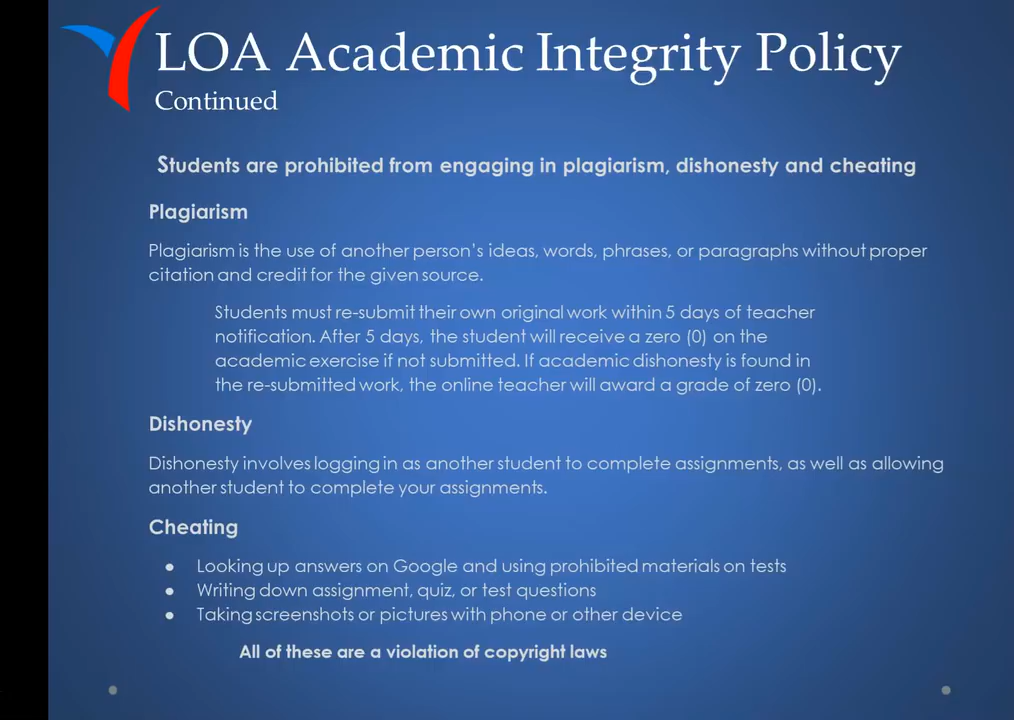 LOA Academic Integrity Policy
Continued
Students are prohibited from engaging in plagiarism, dishonesty and cheating
Plagiarism
Plagiarism is the use of another person's ideas, words, phrases, or paragraphs without proper
citation and credit for the given source.
Students must re-submit their own original work within 5 days of teacher
notification. After 5 days, the student will receive a zero (0) on the
academic exercise if not submitted. If academic dishonesty is found in
the re-submitted work, the online teacher will award a grade of zero (0).
Dishonesty
Dishonesty involves logging in as another student to complete assignments, as well as allowing
another student to complete your assignments.
Cheating
● Looking up answers on Google and using prohibited materials on tests
● Writing down assignment, quiz, or test questions
● Taking screenshots or pictures with phone or other device
All of these are a violation of copyright laws